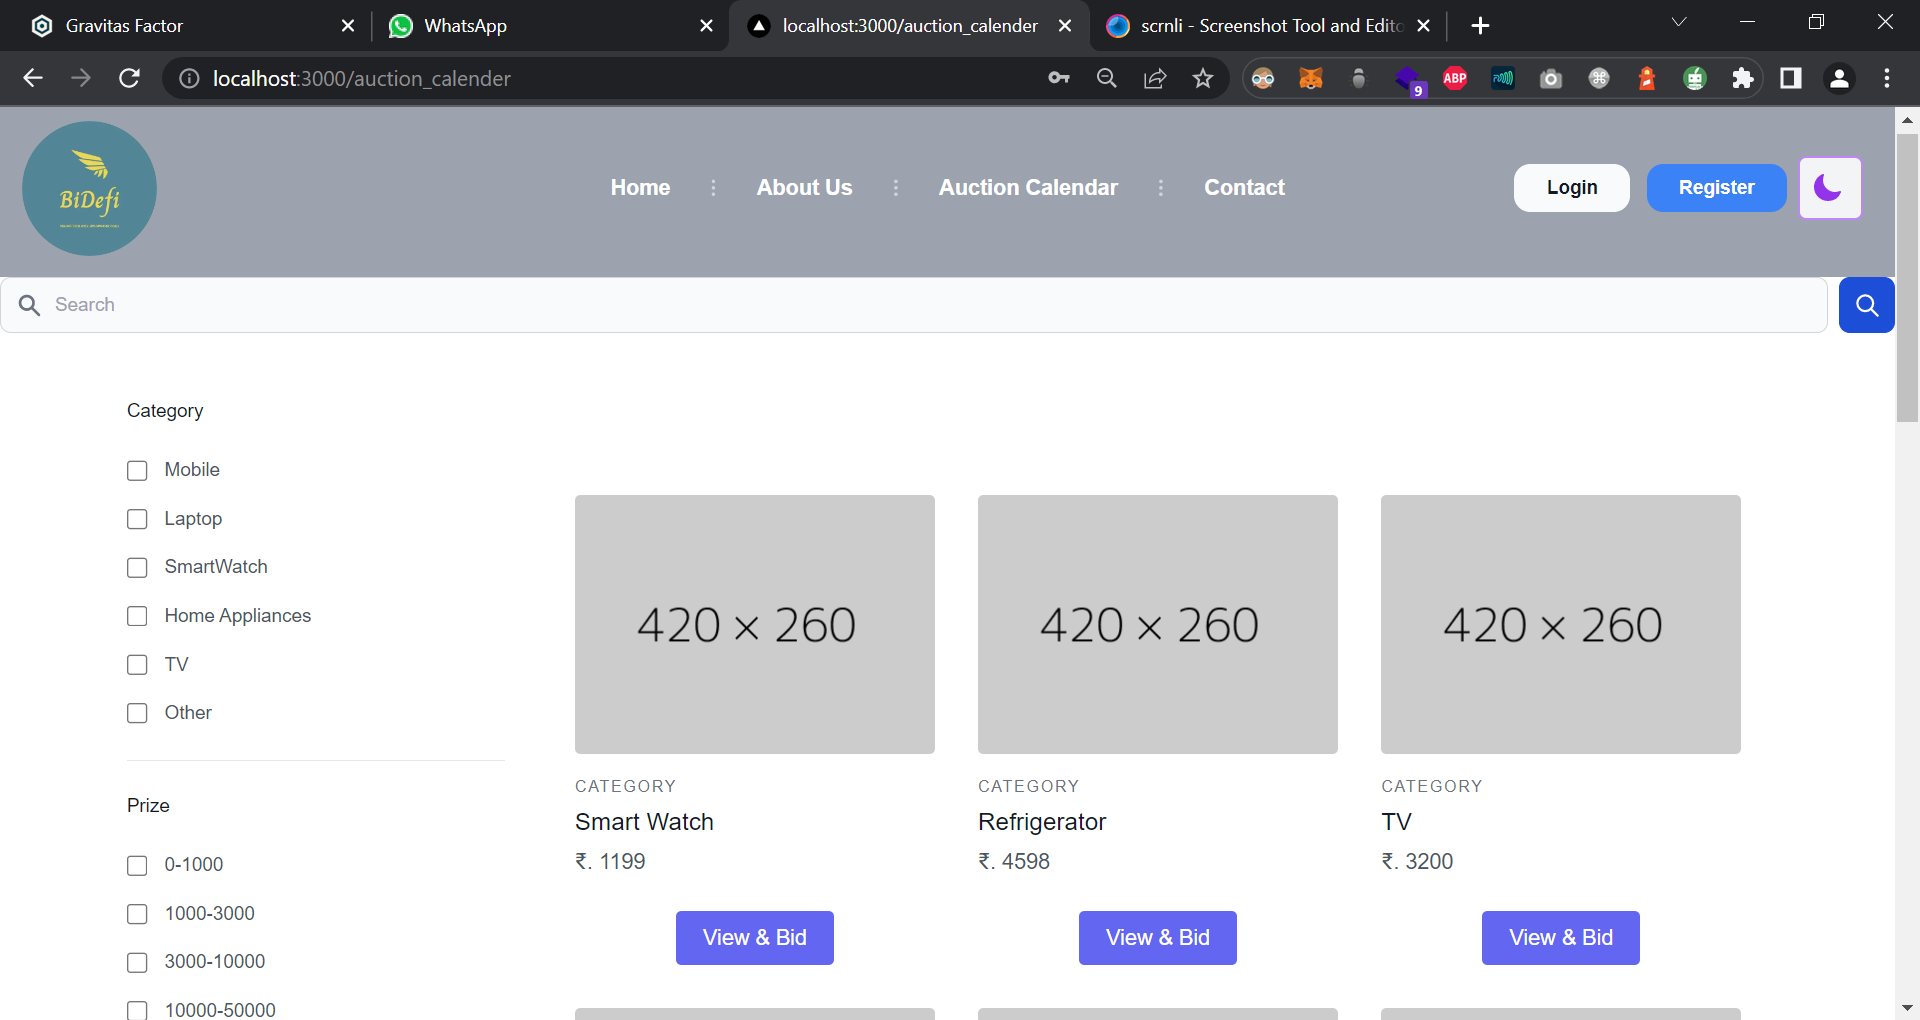 Gravitas Factor
WhatsApp
localhost:3000/auction_calender
scrnli - Screenshot Tool and Edito
localhost:3000/auction_calender
9
ABP
BiDefi
Home
About Us
Auction Calendar
Contact
Login
Register
Search
Category
Mobile
Laptop
SmartWatch
Home Appliances
TV
Other
Prize
0-1000
1000-3000
3000-10000
10000-50000
420 × 260
CATEGORY
Smart Watch
₹. 1199
View & Bid
420 × 260
CATEGORY
Refrigerator
₹. 4598
View & Bid
420 × 260
CATEGORY
TV
₹. 3200
View & Bid